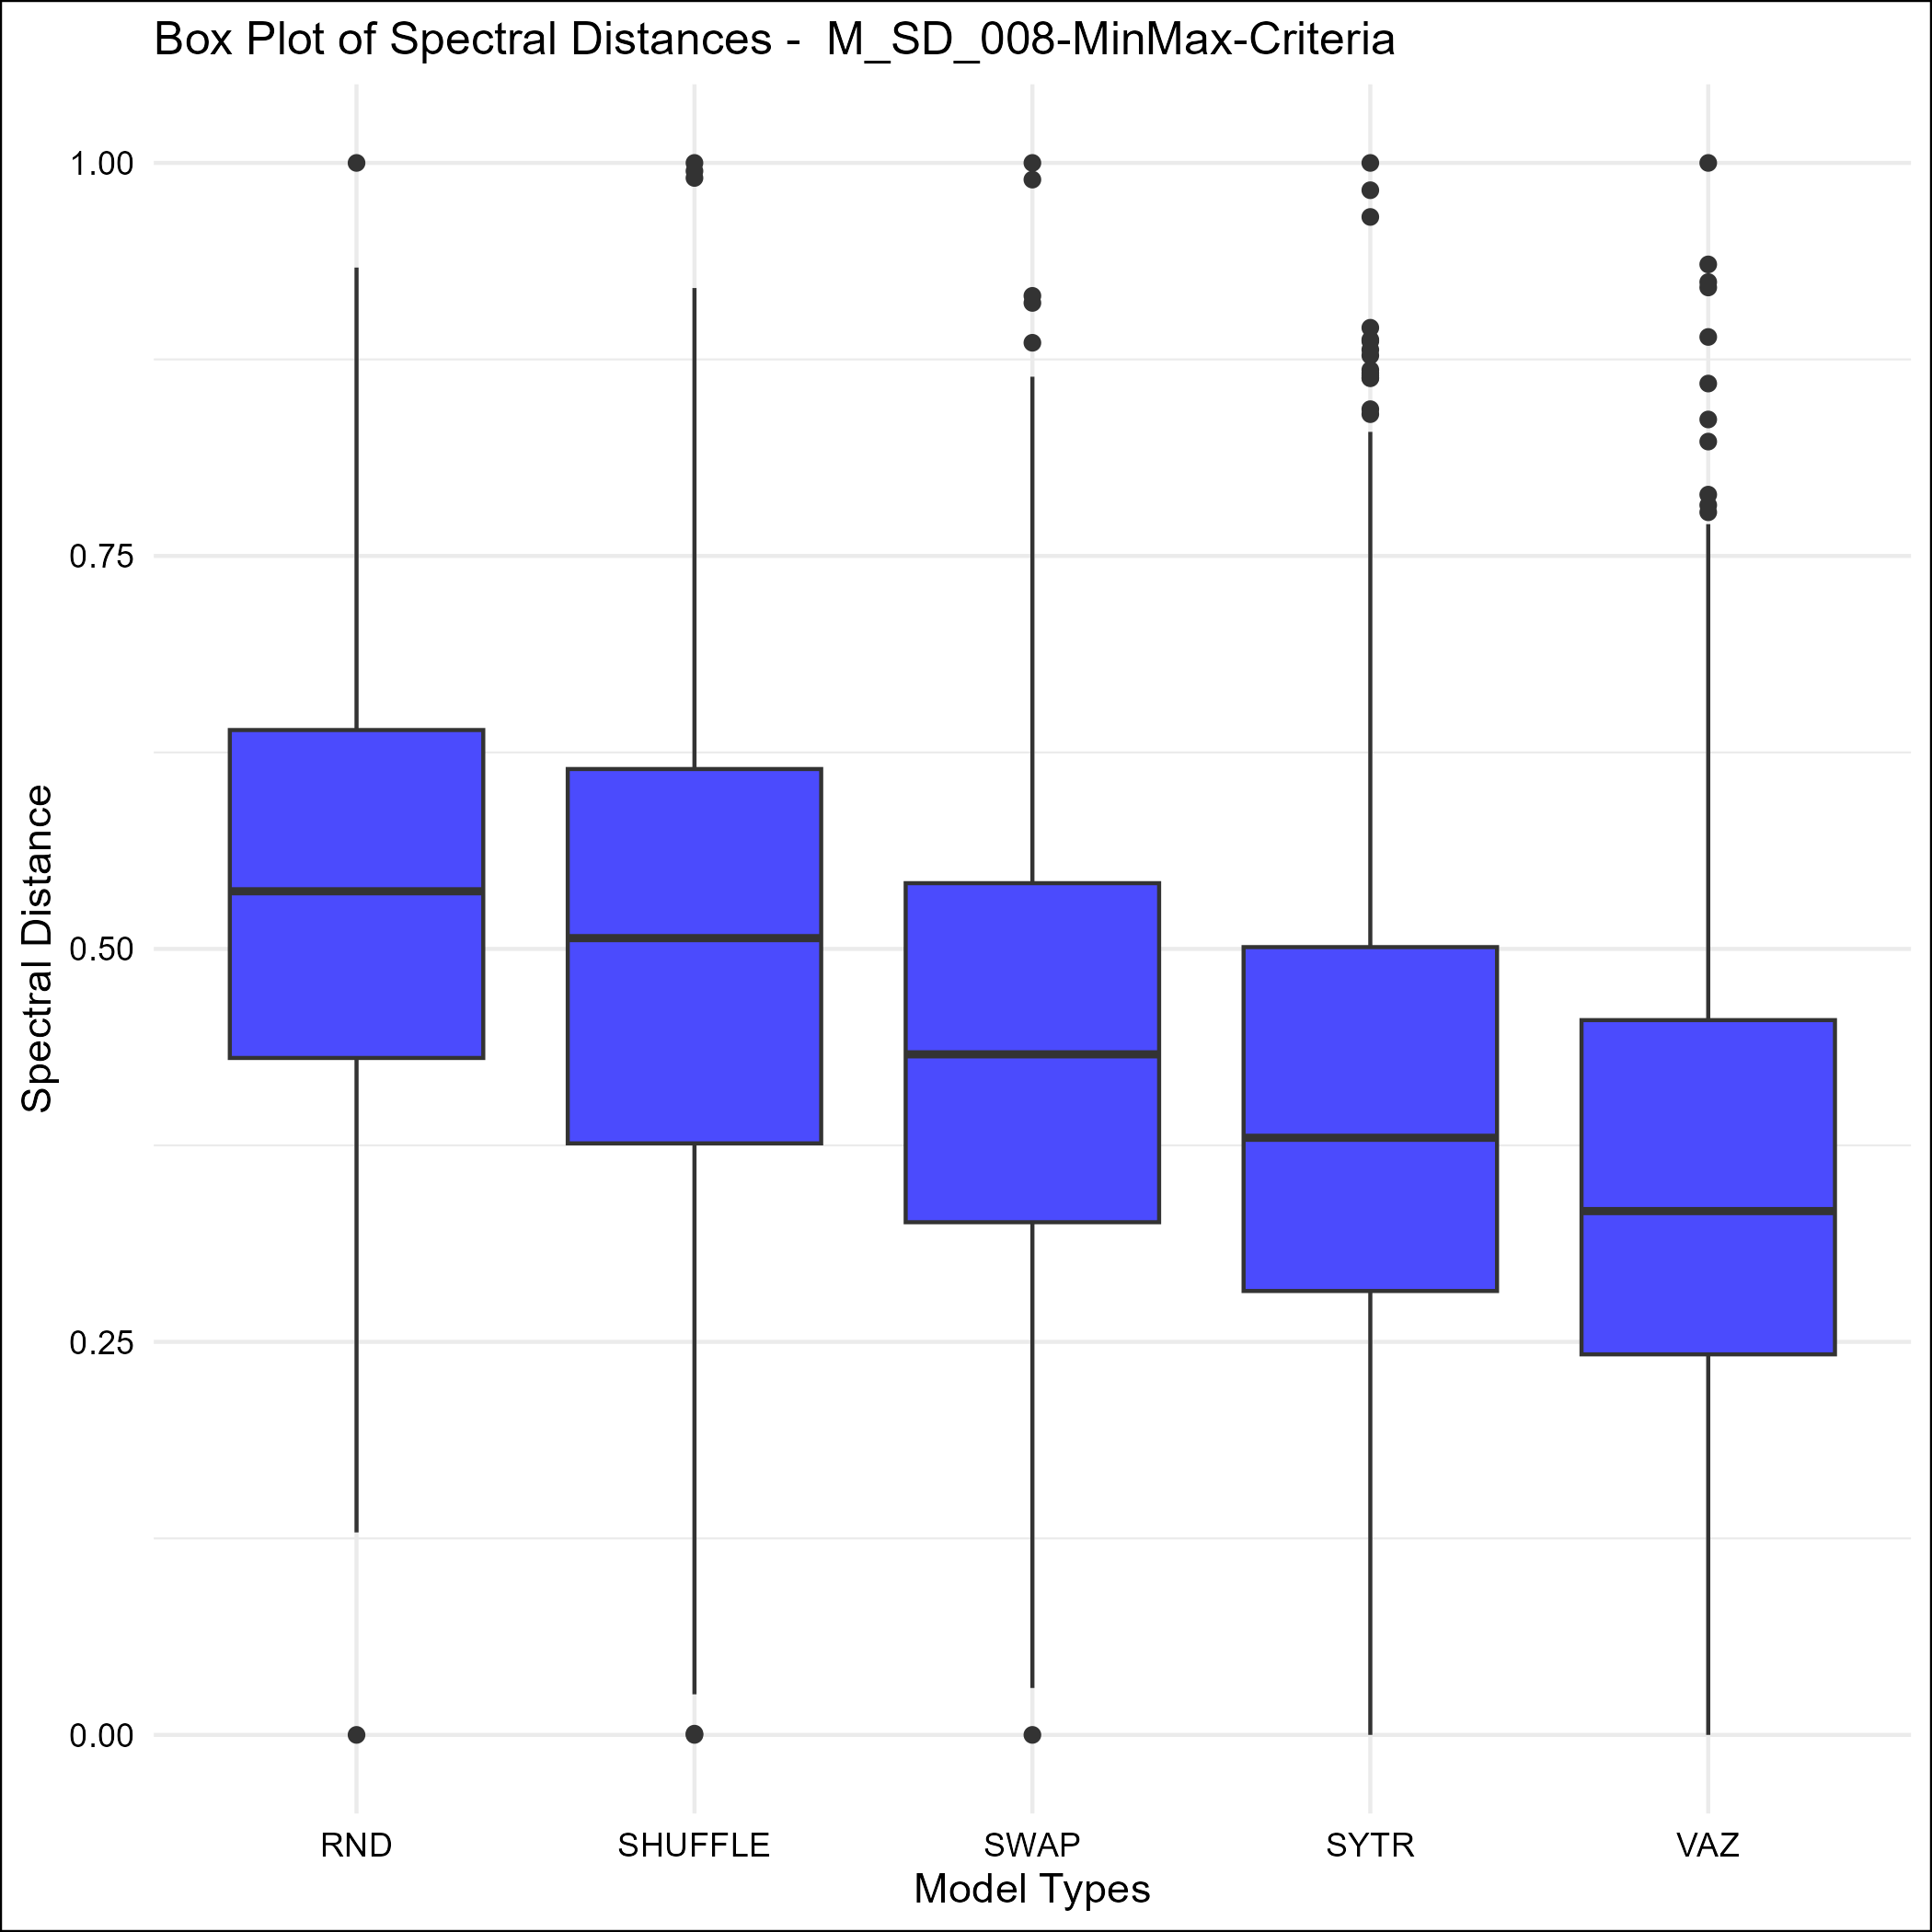 Box Plot of Spectral Distances -  M_SD_008-MinMax-Criteria
Spectral Distance
1.00
0.75
0.50
0.25
0.00
RND SHUFFLE SWAP SYTR VAZ
Model Types